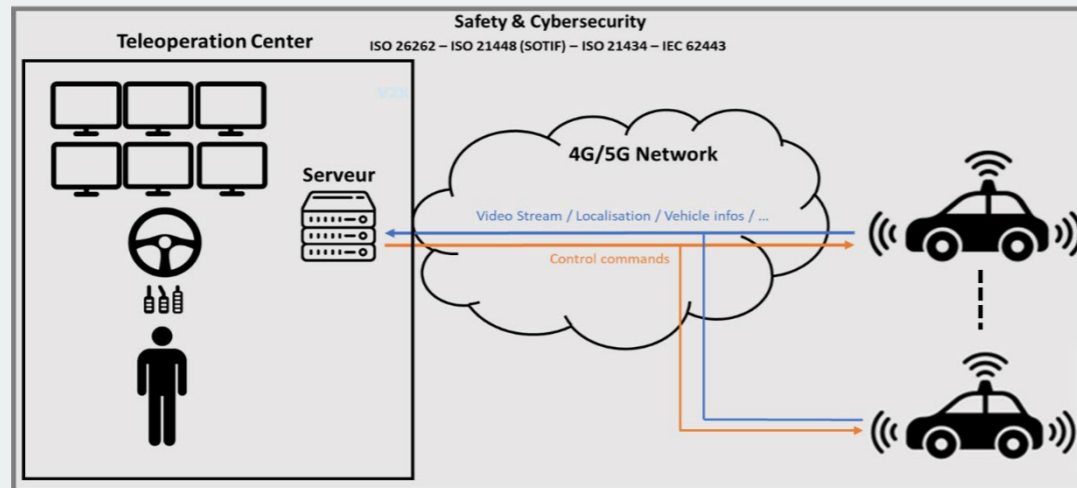 Safety & Cybersecurity
Teleoperation Center
ISO 26262 – ISO 21448 (SOTIF) – ISO 21434 – IEC 62443
V2X
4G/5G Network
Serveur
Video Stream / Localisation / Vehicle infos / ...
Control commands